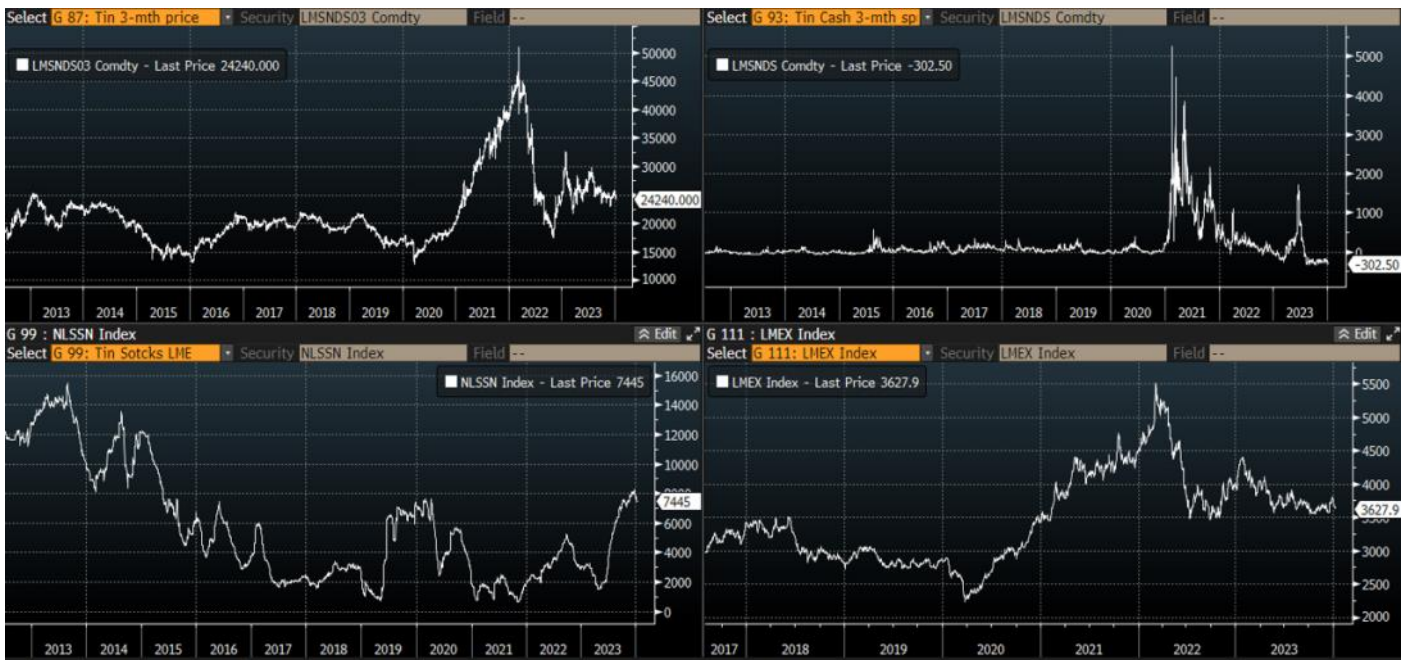 Select G 87: Tin 3-mth price Security LMSNDS03 Comdty Field --
LMSNDS03 Comdty - Last Price 24240.000
50000
45000
40000
35000
30000
25000
24240.000
20000
15000
10000
2013 2014 2015 2016 2017 2018 2019 2020 2021 2022 2023
Select G 93: Tin Cash 3-mth sp Security LMSNDS Comdty Field --
LMSNDS Comdty - Last Price -302.50
5000
4000
3000
2000
1000
0
-302.50
2013 2014 2015 2016 2017 2018 2019 2020 2021 2022 2023
G 99 : NLSSN Index Edit
Select G 99: Tin Sotcks LME Security NLSSN Index Field --
NLSSN Index - Last Price 7445
16000
14000
12000
10000
8000
7445
6000
4000
2000
0
2013 2014 2015 2016 2017 2018 2019 2020 2021 2022 2023
G 111 : LMEX Index Edit
Select G 111: LMEX Index Security LMEX Index Field --
LMEX Index - Last Price 3627.9
5500
5000
4500
4000
3627.9
3500
3000
2500
2000
2017 2018 2019 2020 2021 2022 2023